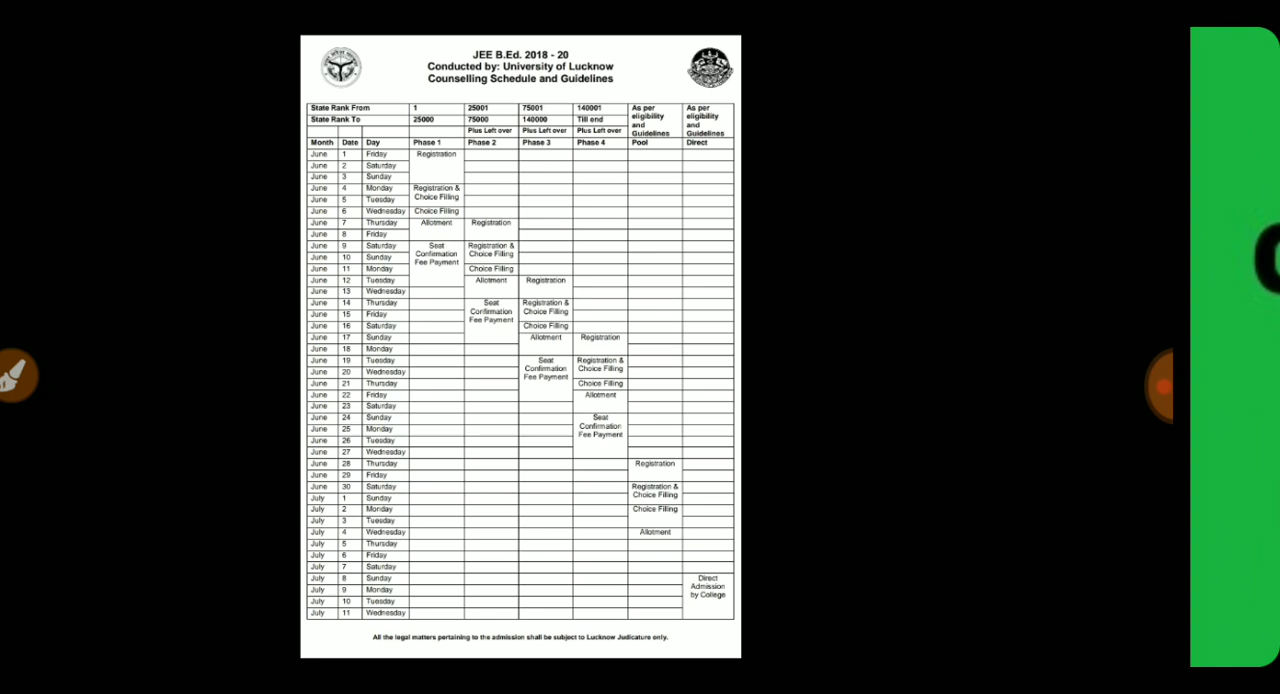 JEE B.Ed. 2018 - 20
Conducted by: University of Lucknow
Counselling Schedule and Guidelines
State Rank From 1 25001 75001 140001 As per eligibility and Guidelines As per eligibility and Guidelines
State Rank To 25000 75000 140000 Till end
Plus Left over Plus Left over Plus Left over
Month Date Day Phase 1 Phase 2 Phase 3 Phase 4 Pool Direct
June 1 Friday Registration
June 2 Saturday
June 3 Sunday
June 4 Monday Registration & Choice Filling
June 5 Tuesday
June 6 Wednesday Choice Filling
June 7 Thursday Allotment Registration
June 8 Friday
June 9 Saturday Seat Confirmation Fee Payment Registration & Choice Filling
June 10 Sunday
June 11 Monday Choice Filling
June 12 Tuesday Allotment Registration
June 13 Wednesday
June 14 Thursday Seat Confirmation Fee Payment Registration & Choice Filling
June 15 Friday
June 16 Saturday Choice Filling
June 17 Sunday Allotment Registration
June 18 Monday
June 19 Tuesday Seat Confirmation Fee Payment Registration & Choice Filling
June 20 Wednesday
June 21 Thursday Choice Filling
June 22 Friday Allotment
June 23 Saturday
June 24 Sunday Seat Confirmation Fee Payment
June 25 Monday
June 26 Tuesday
June 27 Wednesday
June 28 Thursday Registration
June 29 Friday
June 30 Saturday Registration & Choice Filling
July 1 Sunday
July 2 Monday Choice Filling
July 3 Tuesday
July 4 Wednesday Allotment
July 5 Thursday
July 6 Friday
July 7 Saturday
July 8 Sunday Direct Admission by College
July 9 Monday
July 10 Tuesday
July 11 Wednesday
All the legal matters pertaining to the admission shall be subject to Lucknow Judicature only.